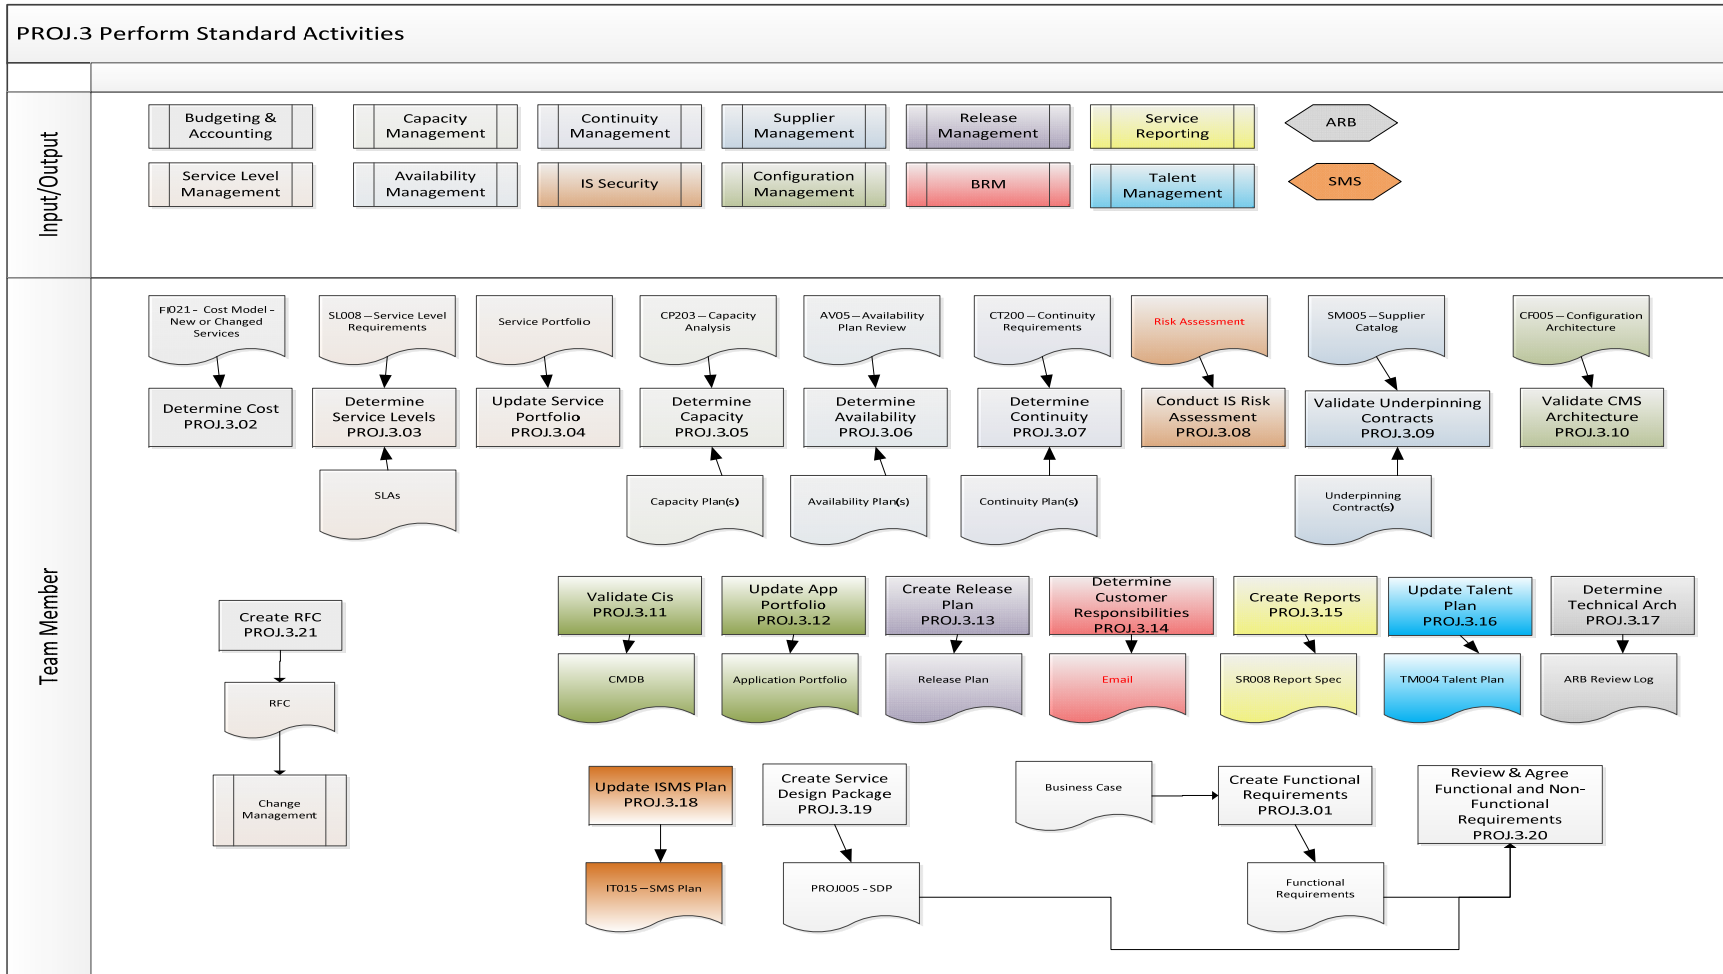 PROJ.3 Perform Standard Activities
Input/Output
Budgeting &
Accounting
Capacity
Management
Continuity
Management
Supplier
Management
Release
Management
Service
Reporting
ARB
Service Level
Management
Availability
Management
IS Security
Configuration
Management
BRM
Talent
Management
SMS
Team Member
FI021 - Cost Model -
New or Changed
Services
SL008 – Service Level
Requirements
Service Portfolio
CP203 – Capacity
Analysis
AV05 – Availability
Plan Review
CT200 – Continuity
Requirements
Risk Assessment
SM005 – Supplier
Catalog
CF005 – Configuration
Architecture
Determine Cost
PROJ.3.02
Determine
Service Levels
PROJ.3.03
Update Service
Portfolio
PROJ.3.04
Determine
Capacity
PROJ.3.05
Determine
Availability
PROJ.3.06
Determine
Continuity
PROJ.3.07
Conduct IS Risk
Assessment
PROJ.3.08
Validate Underpinning
Contracts
PROJ.3.09
Validate CMS
Architecture
PROJ.3.10
SLAs
Capacity Plan(s)
Availability Plan(s)
Continuity Plan(s)
Underpinning
Contract(s)
Create RFC
PROJ.3.21
Validate Cis
PROJ.3.11
Update App
Portfolio
PROJ.3.12
Create Release
Plan
PROJ.3.13
Determine
Customer
Responsibilities
PROJ.3.14
Create Reports
PROJ.3.15
Update Talent
Plan
PROJ.3.16
Determine
Technical Arch
PROJ.3.17
RFC
CMDB
Application Portfolio
Release Plan
Email
SR008 Report Spec
TM004 Talent Plan
ARB Review Log
Change
Management
Update ISMS Plan
PROJ.3.18
Create Service
Design Package
PROJ.3.19
Business Case
Create Functional
Requirements
PROJ.3.01
Review & Agree
Functional and Non-
Functional
Requirements
PROJ.3.20
IT015 – SMS Plan
PROJ005 - SDP
Functional
Requirements